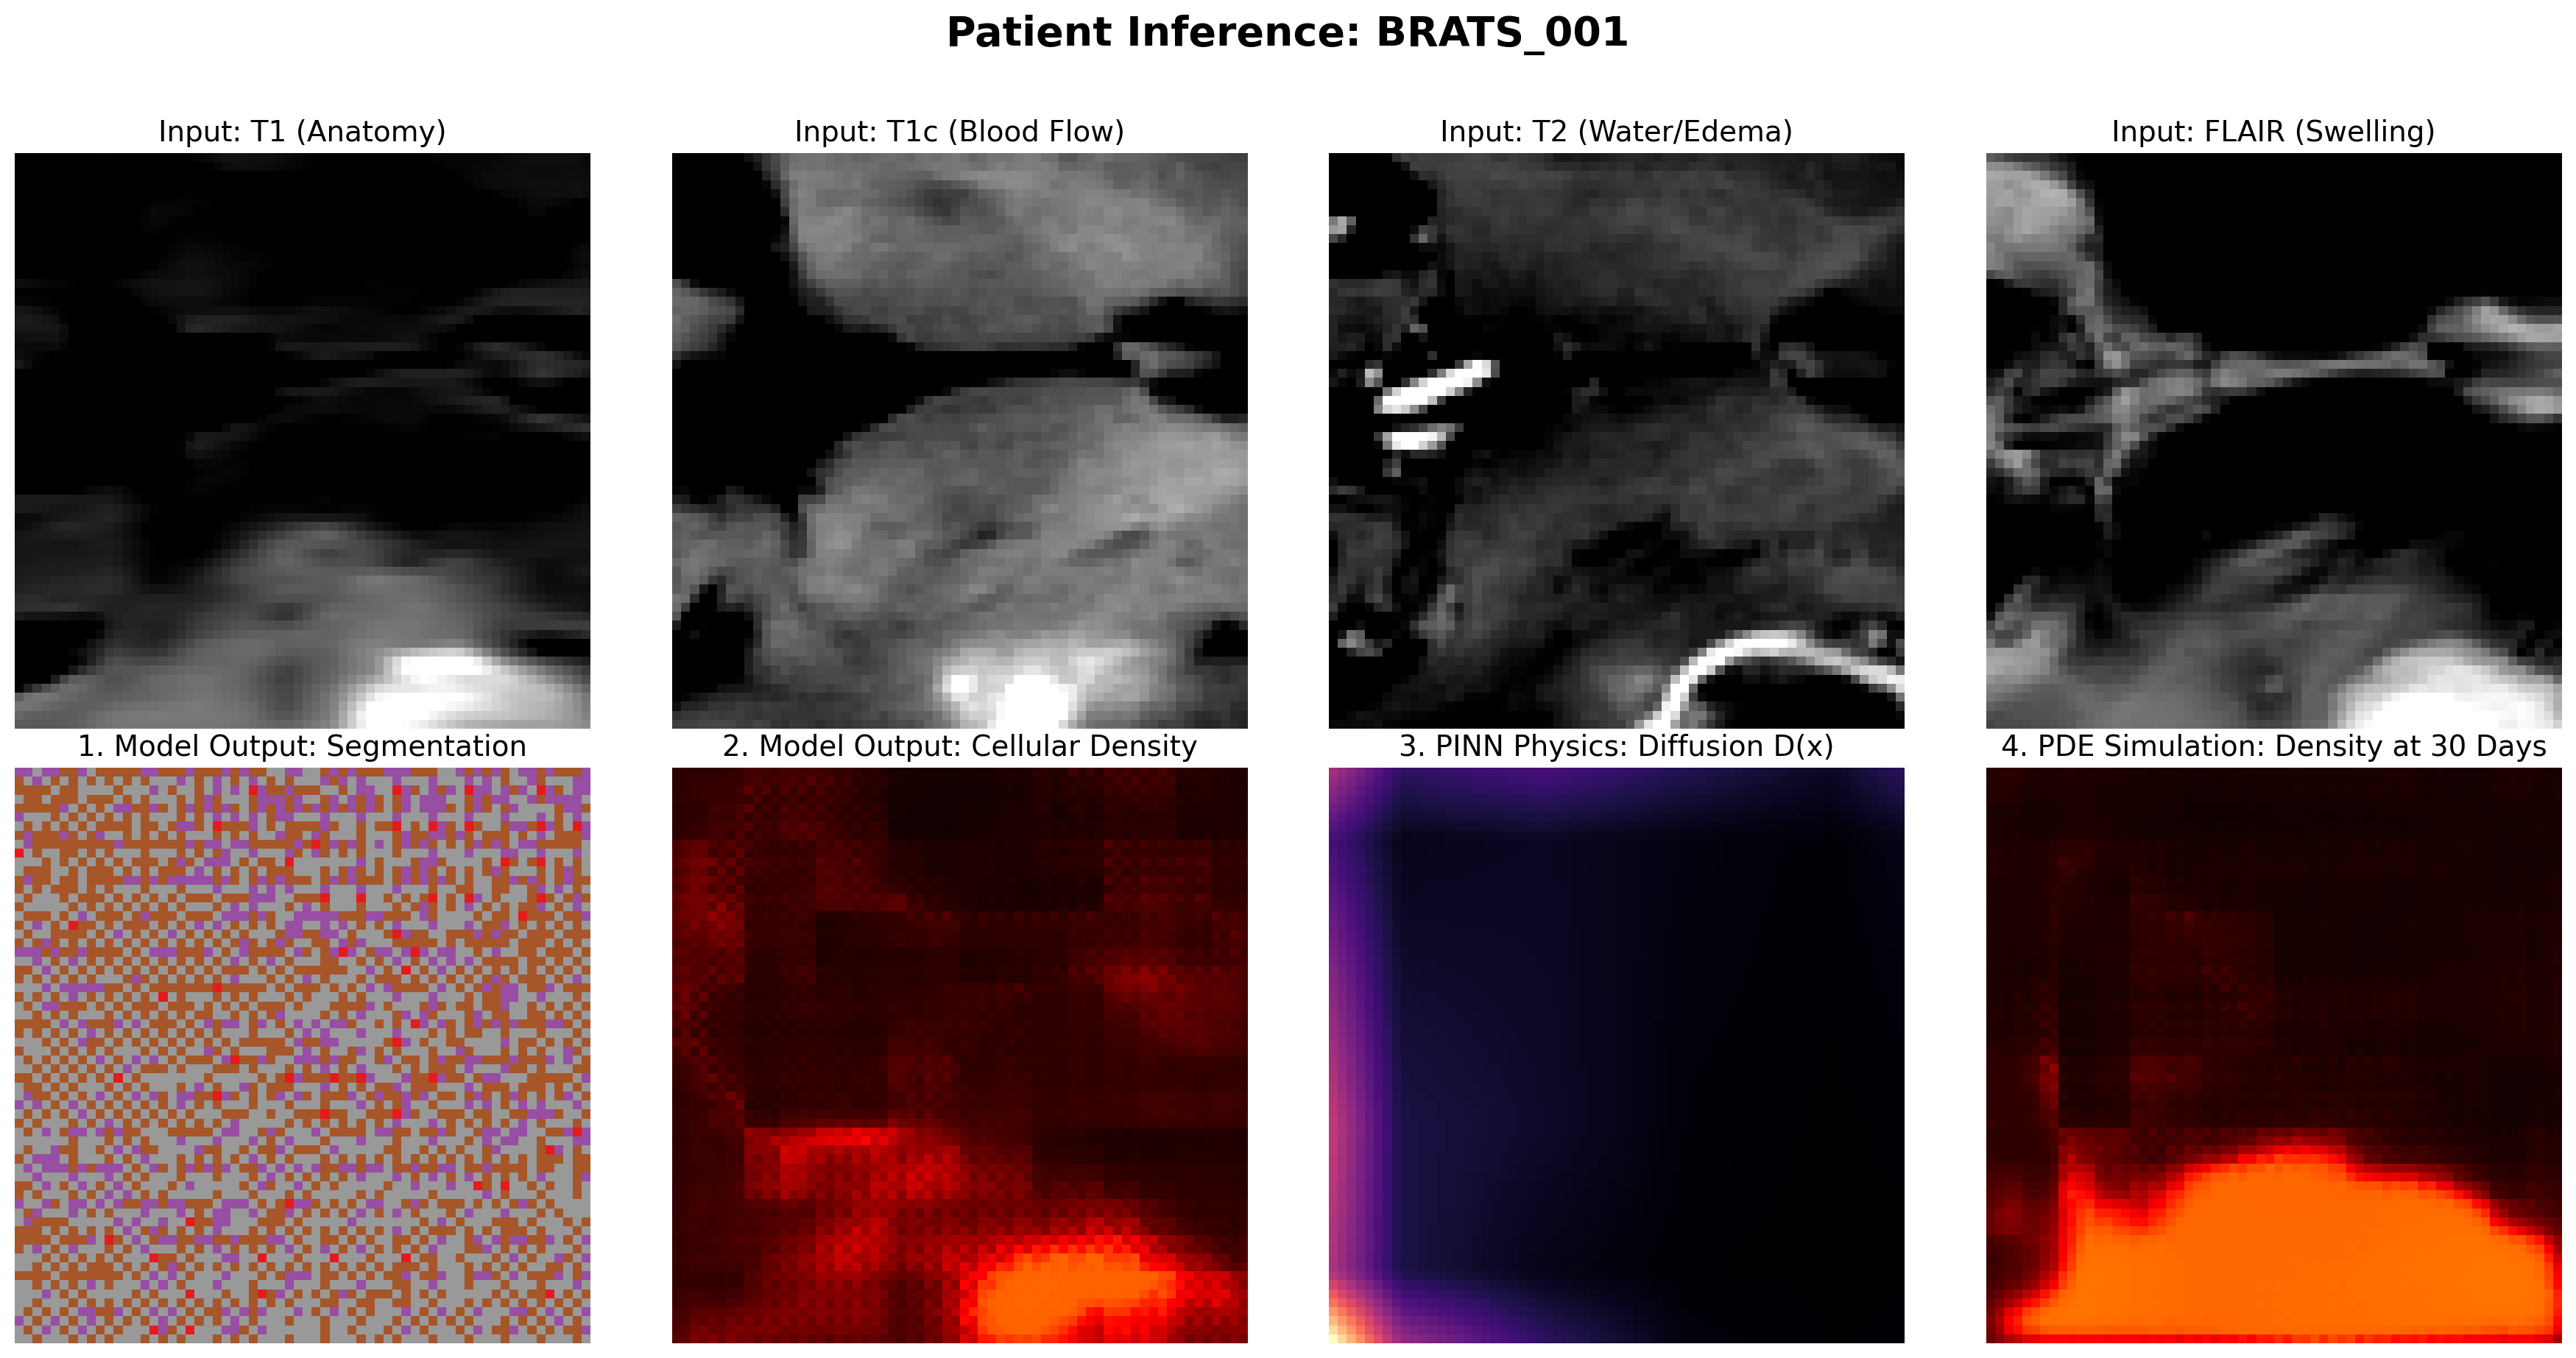 Patient Inference: BRATS_001
Input: T1 (Anatomy)
Input: T1c (Blood Flow)
Input: T2 (Water/Edema)
Input: FLAIR (Swelling)
1. Model Output: Segmentation
2. Model Output: Cellular Density
3. PINN Physics: Diffusion D(x)
4. PDE Simulation: Density at 30 Days